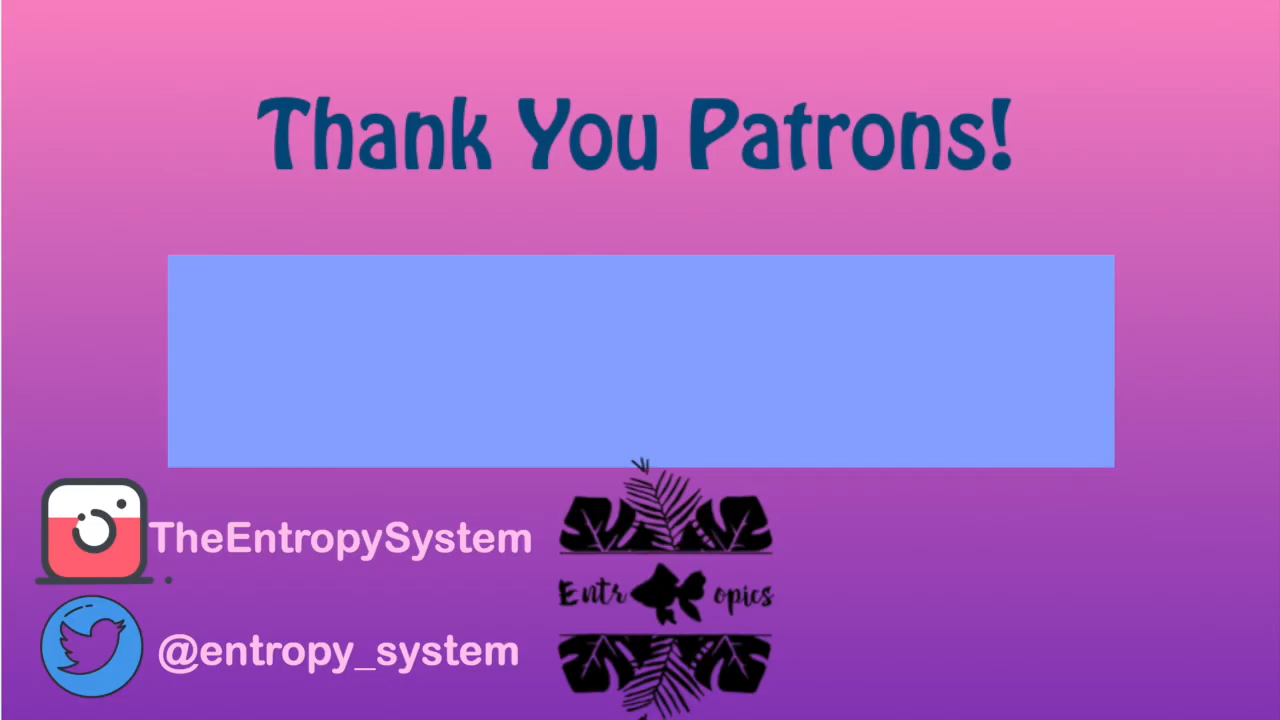 Thank You Patrons!
TheEntropySystem
Entr opics
@entropy_system